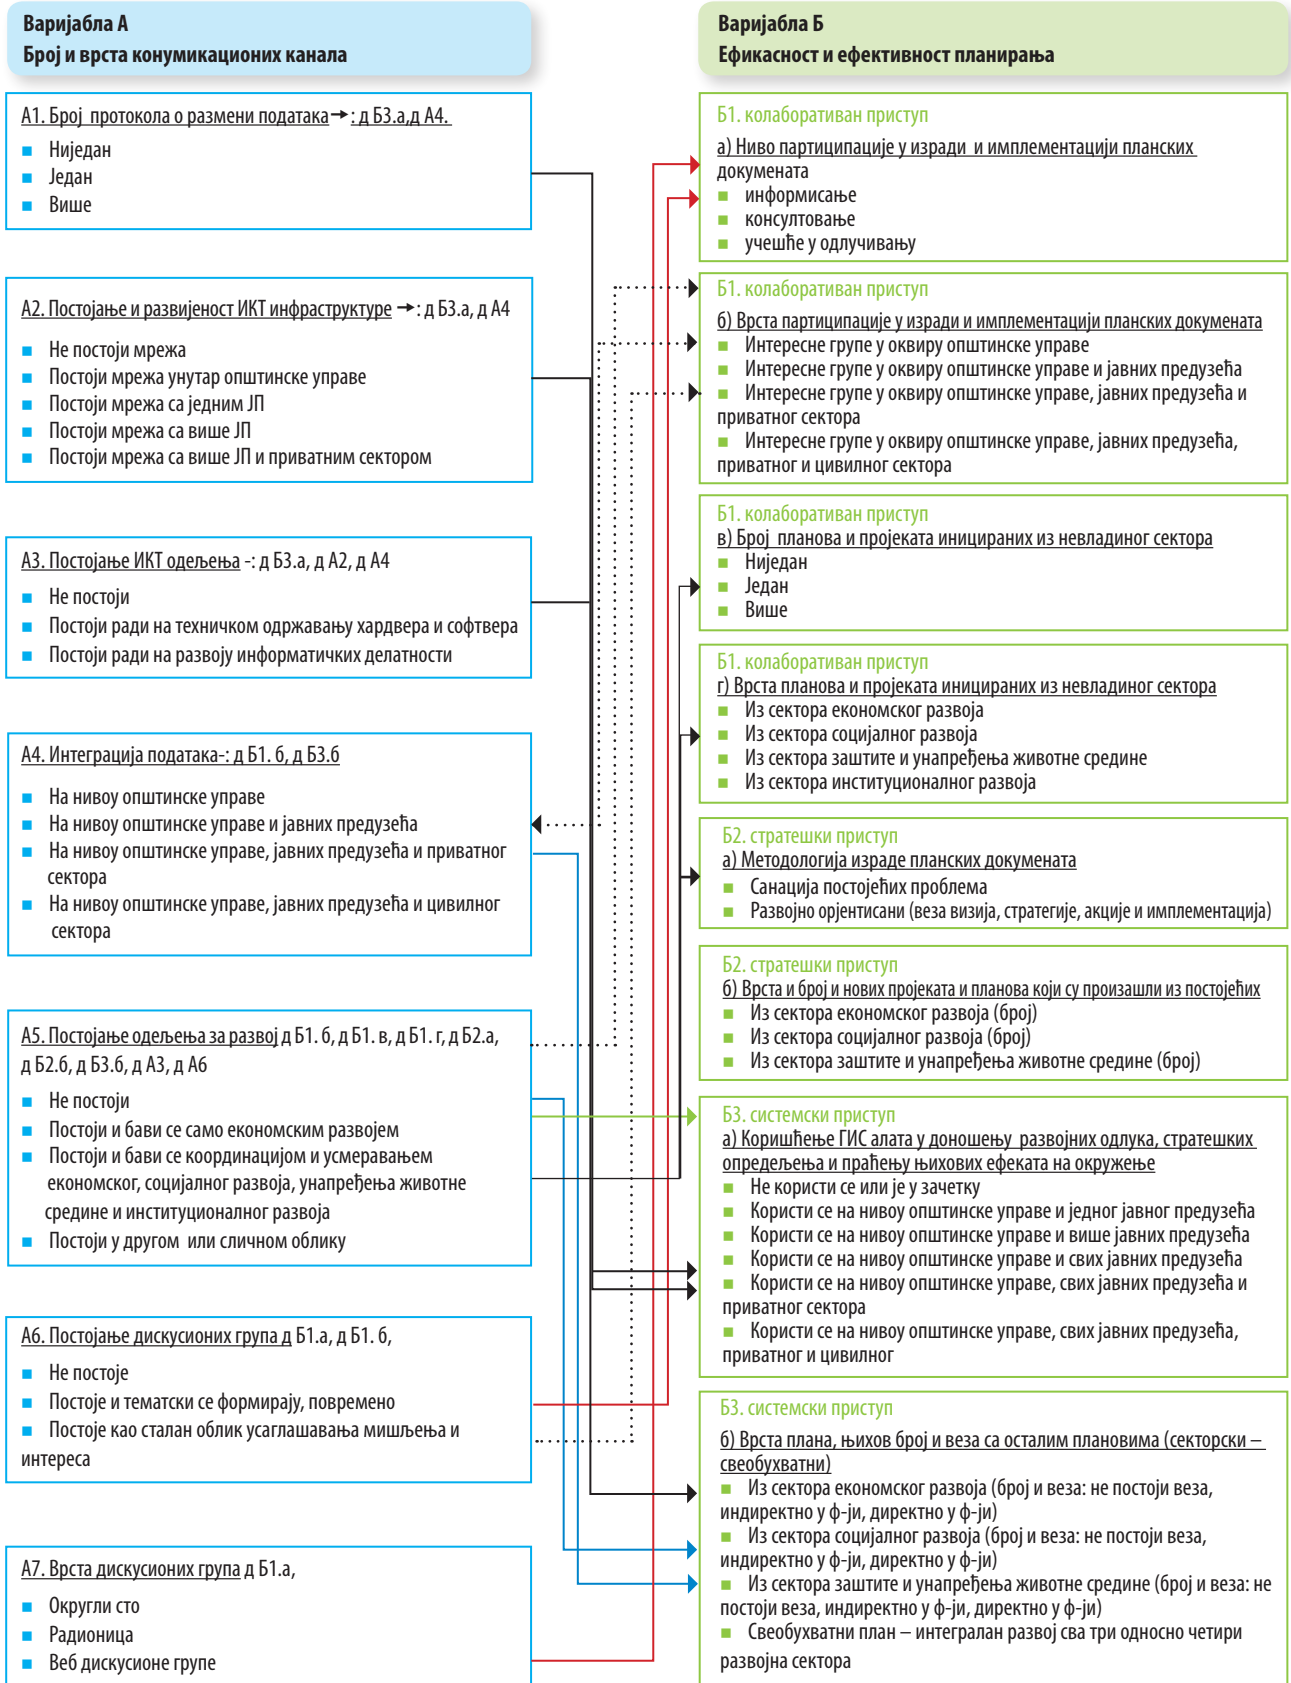 Варијабла А
Број и врста конумикационих канала
А1. Број протокола о размени података→: д Б3.а,д А4.
Ниједан
Један
Више
А2. Постојање и развијеност ИКТ инфраструктуре →: д Б3.а, д А4
Не постоји мрежа
Постоји мрежа унутар општинске управе
Постоји мрежа са једним ЈП
Постоји мрежа са више ЈП
Постоји мрежа са више ЈП и приватним сектором
А3. Постојање ИКТ одељења -: д Б3.а, д А2, д А4
Не постоји
Постоји ради на техничком одржавању хардвера и софтвера
Постоји ради на развоју информатичких делатности
А4. Интеграција података-: д Б1. б, д Б3.б
На нивоу општинске управе
На нивоу општинске управе и јавних предузећа
На нивоу општинске управе, јавних предузећа и приватног
сектора
На нивоу општинске управе, јавних предузећа и цивилног
сектора
А5. Постојање одељења за развој д Б1. б, д Б1. в, д Б1. г, д Б2.а,
д Б2.б, д Б3.б, д А3, д А6
Не постоји
Постоји и бави се само економским развојем
Постоји и бави се координацијом и усмеравањем
економског, социјалног развоја, унапређења животне
средине и институционалног развоја
Постоји у другом или сличном облику
А6. Постојање дискусионих група д Б1.а, д Б1. б,
Не постоје
Постоје и тематски се формирају, повремено
Постоје као сталан облик усаглашавања мишљења и
интереса
А7. Врста дискусионих група д Б1.а,
Округли сто
Радионица
Веб дискусионе групе
Варијабла Б
Ефикасност и ефективност планирања
Б1. колаборативан приступ
а) Ниво партиципације у изради и имплементацији планских
докумената
информисање
консултовање
учешће у одлучивању
Б1. колаборативан приступ
б) Врста партиципације у изради и имплементацији планских докумената
Интересне групе у оквиру општинске управе
Интересне групе у оквиру општинске управе и јавних предузећа
Интересне групе у оквиру општинске управе, јавних предузећа и
приватног сектора
Интересне групе у оквиру општинске управе, јавних предузећа,
приватног и цивилног сектора
Б1. колаборативан приступ
в) Број планова и пројеката иницираних из невладиног сектора
Ниједан
Један
Више
Б1. колаборативан приступ
г) Врста планова и пројеката иницираних из невладиног сектора
Из сектора економског развоја
Из сектора социјалног развоја
Из сектора заштите и унапређења животне средине
Из сектора институционалног развоја
Б2. стратешки приступ
а) Методологија израде планских докумената
Санација постојећих проблема
Развојно орјентисани (веза визија, стратегије, акције и имплементација)
Б2. стратешки приступ
б) Врста и број и нових пројеката и планова који су произашли из постојећих
Из сектора економског развоја (број)
Из сектора социјалног развоја (број)
Из сектора заштите и унапређења животне средине (број)
Б3. системски приступ
а) Коришћење ГИС алата у доношењу развојних одлука, стратешких
опредељења и праћењу њихових ефеката на окружење
Не користи се или је у зачетку
Користи се на нивоу општинске управе и једног јавног предузећа
Користи се на нивоу општинске управе и више јавних предузећа
Користи се на нивоу општинске управе и свих јавних предузећа
Користи се на нивоу општинске управе, свих јавних предузећа и
приватног сектора
Користи се на нивоу општинске управе, свих јавних предузећа,
приватног и цивилног
Б3. системски приступ
б) Врста плана, њихов број и веза са осталим плановима (секторски –
свеобухватни)
Из сектора економског развоја (број и веза: не постоји веза,
индиректно у ф-ји, директно у ф-ји)
Из сектора социјалног развоја (број и веза: не постоји веза,
индиректно у ф-ји, директно у ф-ји)
Из сектора заштите и унапређења животне средине (број и веза: не
постоји веза, индиректно у ф-ји, директно у ф-ји)
Свеобухватни план – интегралан развој сва три односно четири
развојна сектора